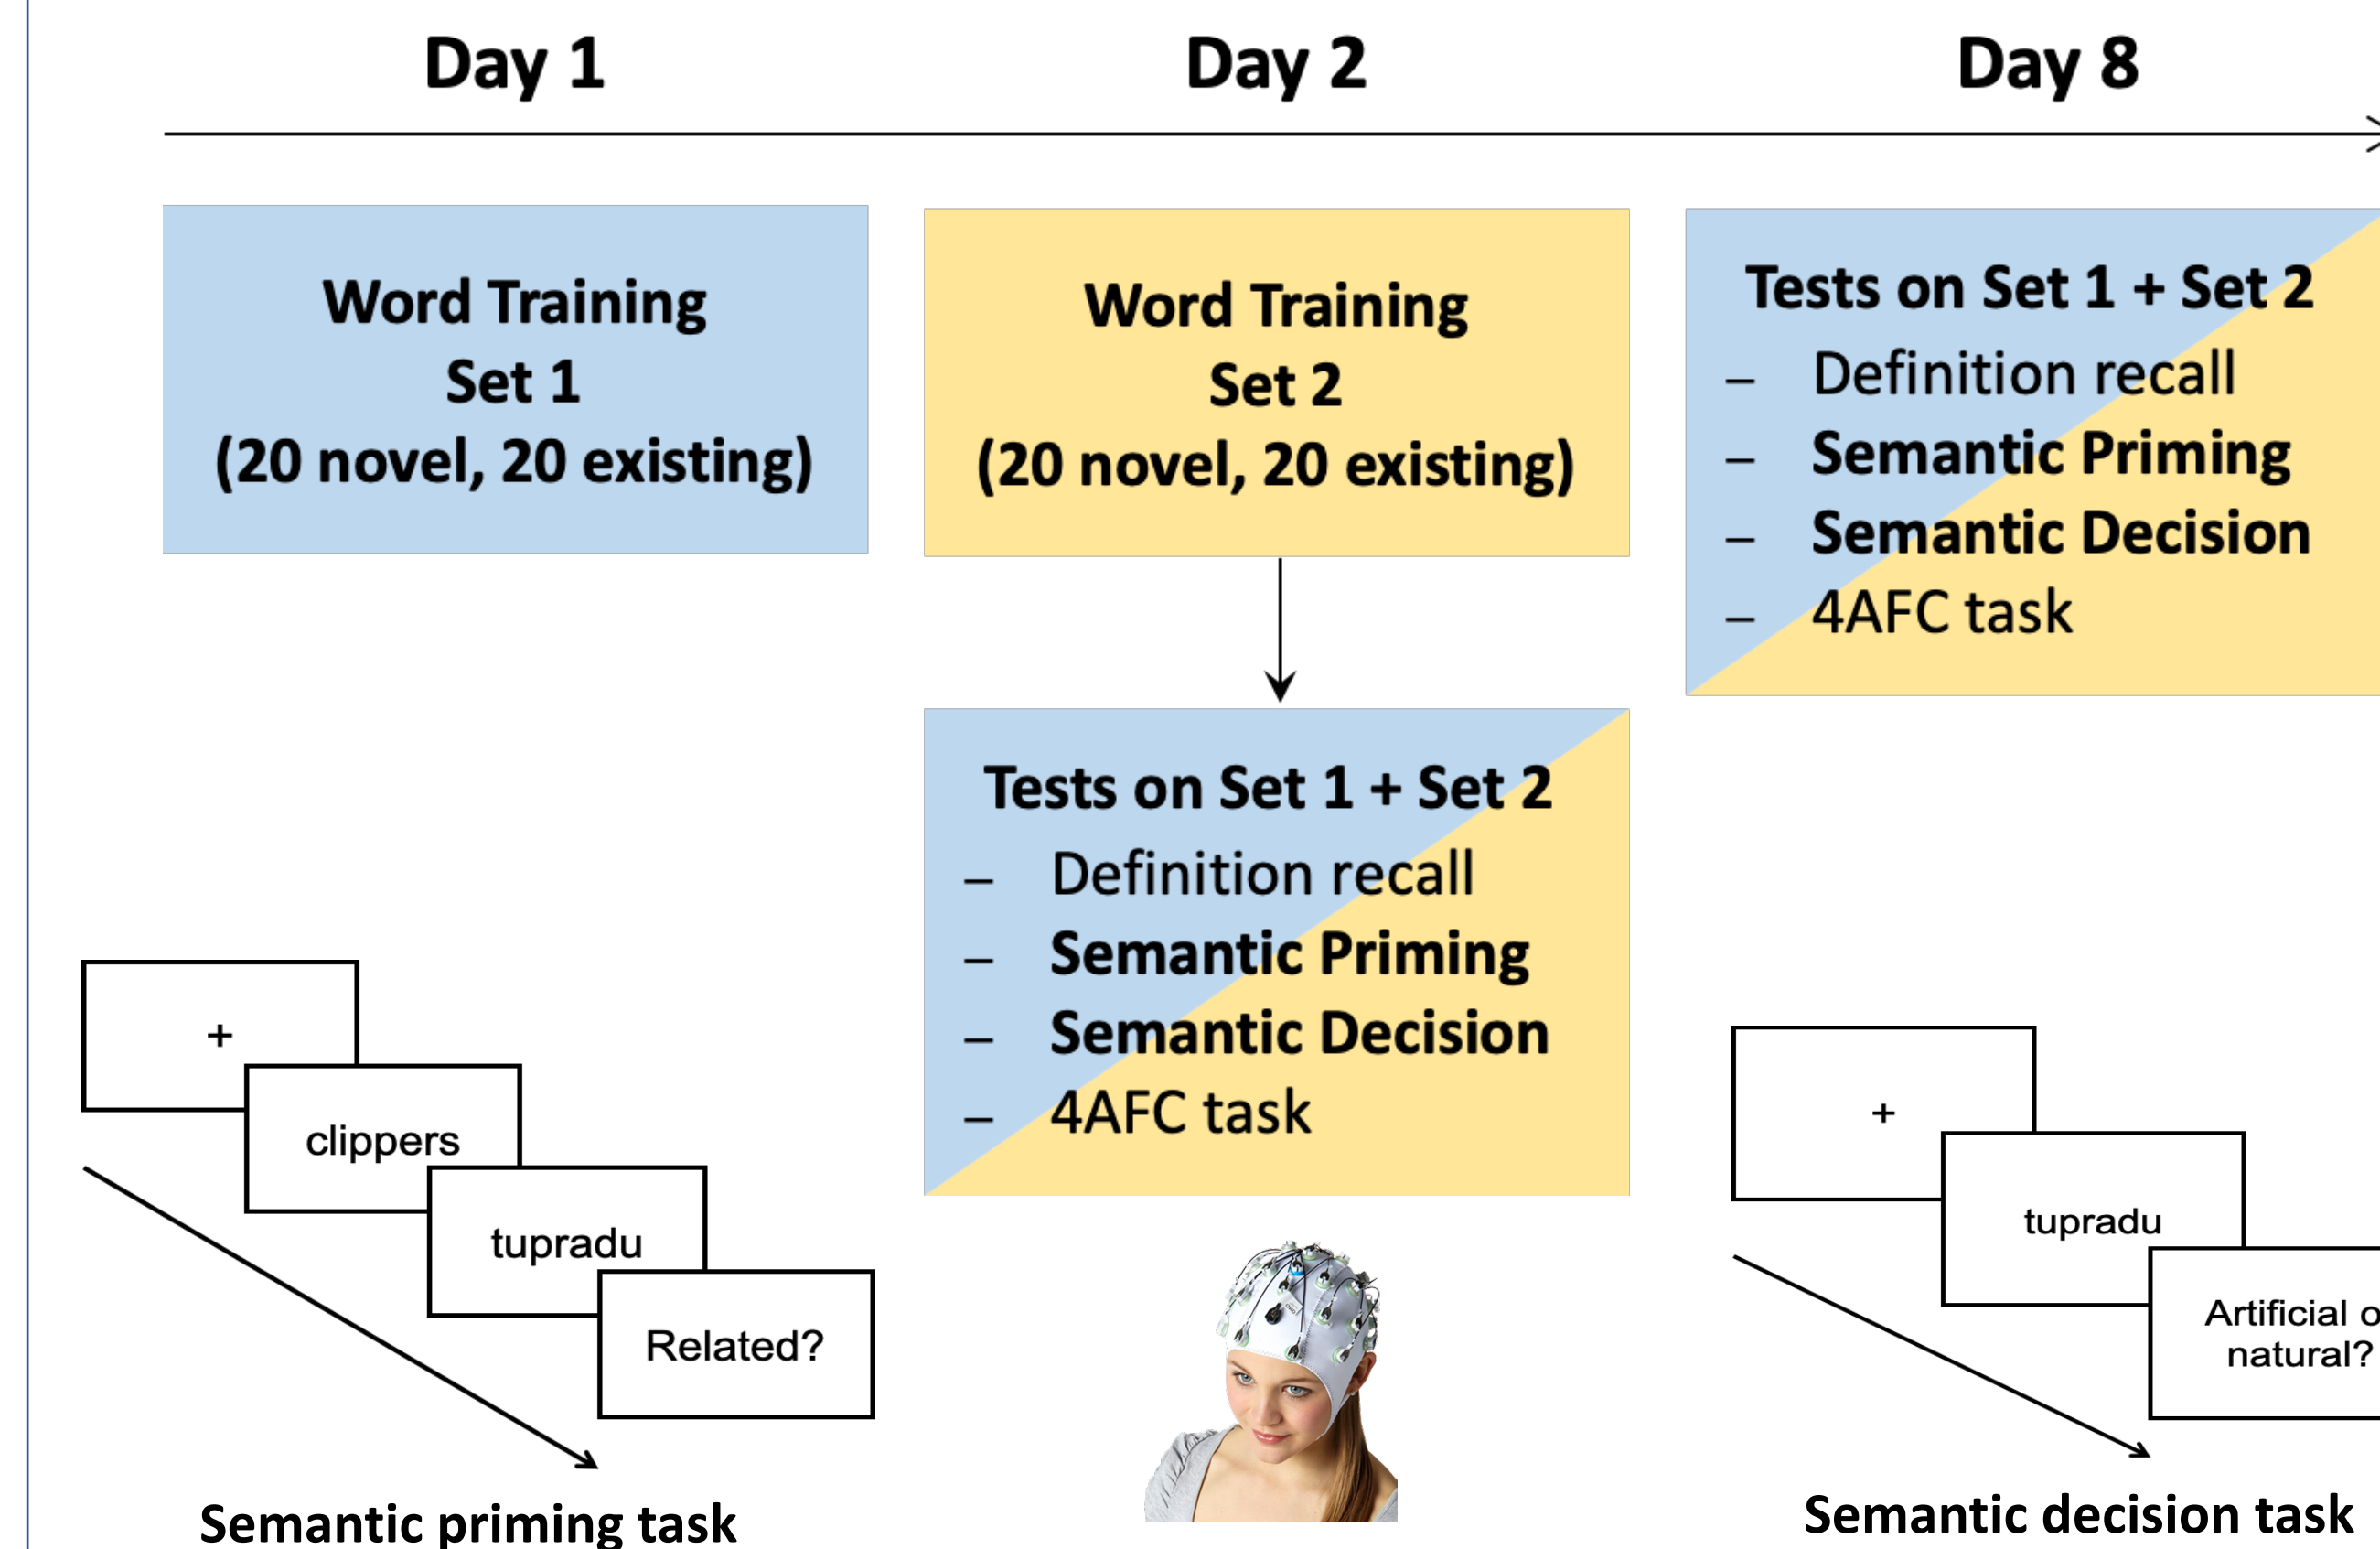 Day 1
Day 2
Day 8
Word Training
Set 1
(20 novel, 20 existing)
Word Training
Set 2
(20 novel, 20 existing)
Tests on Set 1 + Set 2
– Definition recall
– Semantic Priming
– Semantic Decision
– 4AFC task
Tests on Set 1 + Set 2
– Definition recall
– Semantic Priming
– Semantic Decision
– 4AFC task
+
clippers
tupradu
Related?
Semantic priming task
+
tupradu
Artificial o
natural?
Semantic decision task